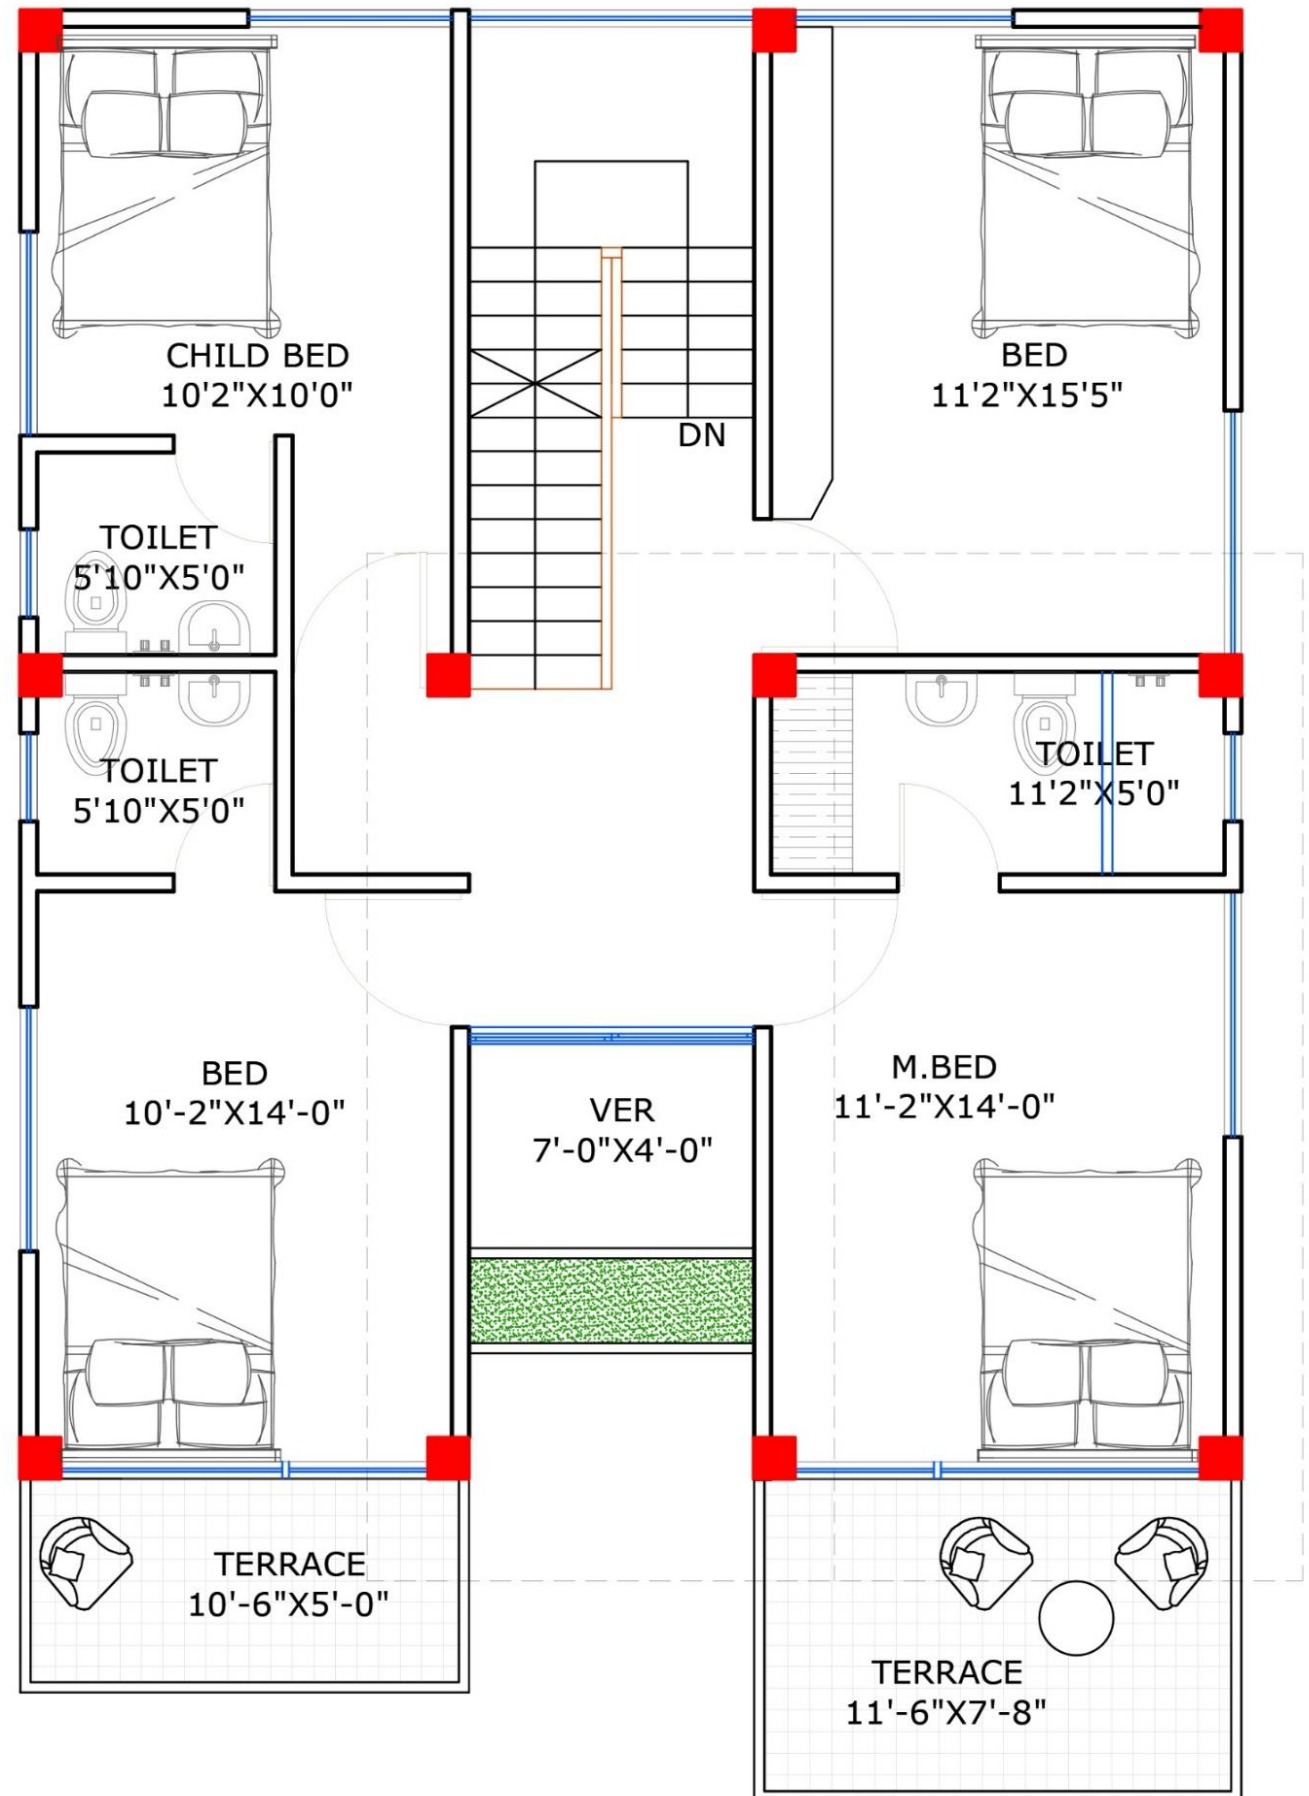 CHILD BED
10'2"X10'0"
BED
11'2"X15'5"
DN
TOILET
5'10"X5'0"
TOILET
5'10"X5'0"
TOILET
11'2"X5'0"
BED
10'-2"X14'-0"
VER
7'-0"X4'-0"
M.BED
11'-2"X14'-0"
TERRACE
10'-6"X5'-0"
TERRACE
11'-6"X7'-8"